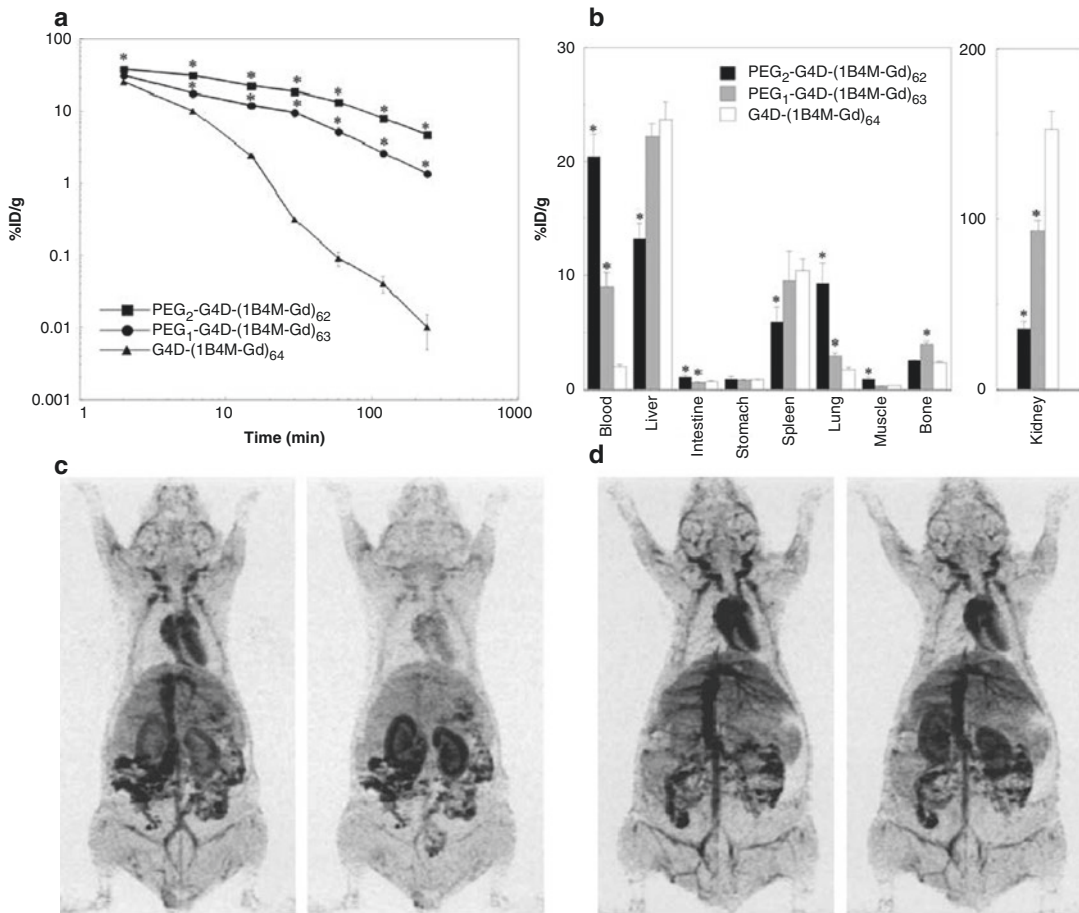 a
100
10
1
0.1
0.01
0.001
%ID/g
PEG₂-G4D-(1B4M-Gd)₆₂
PEG₁-G4D-(1B4M-Gd)₆₃
G4D-(1B4M-Gd)₆₄
1
10
100
1000
Time (min)
* * * * * * *
* * * * * *
b
30
20
10
0
%ID/g
PEG₂-G4D-(1B4M-Gd)₆₂
PEG₁-G4D-(1B4M-Gd)₆₃
G4D-(1B4M-Gd)₆₄
* * * * * * * * * *
Blood
Liver
Intestine
Stomach
Spleen
Lung
Muscle
Bone
200
100
0
* *
Kidney
c
d